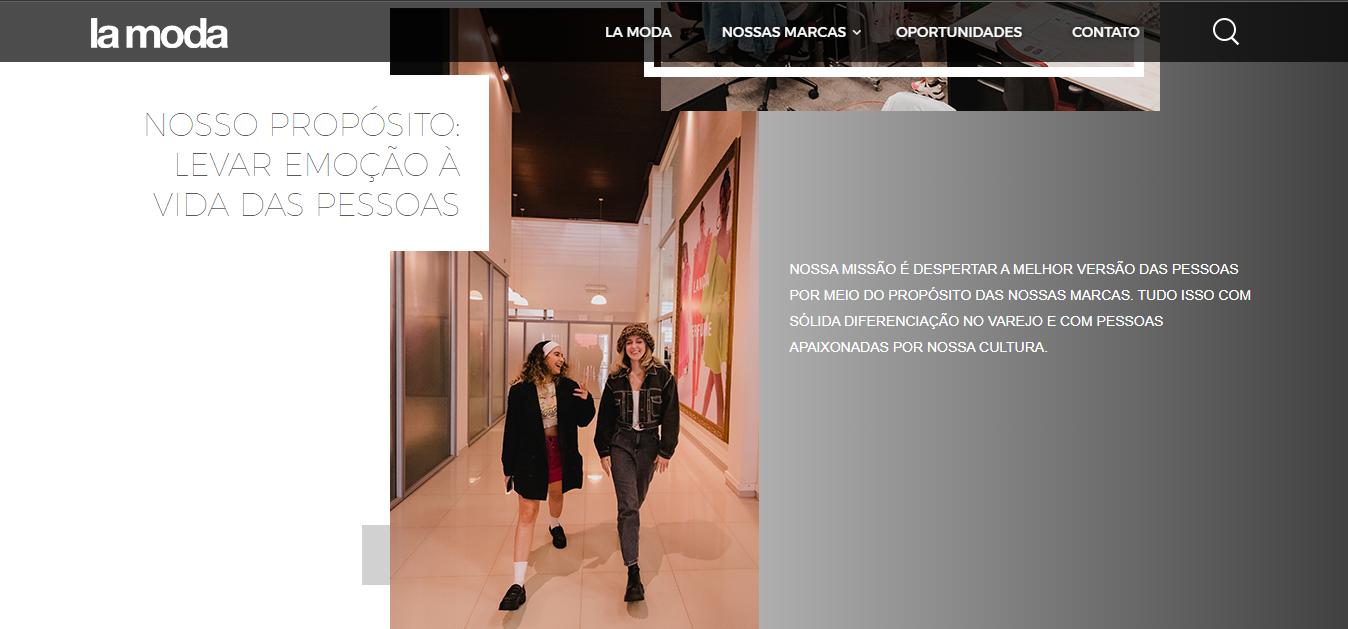 la moda
LA MODA
NOSSAS MARCAS
OPORTUNIDADES
CONTATO
NOSSO PROPÓSITO:
LEVAR EMOÇÃO À
VIDA DAS PESSOAS
NOSSA MISSÃO É DESPERTAR A MELHOR VERSÃO DAS PESSOAS
POR MEIO DO PROPÓSITO DAS NOSSAS MARCAS. TUDO ISSO COM
SÓLIDA DIFERENCIAÇÃO NO VAREJO E COM PESSOAS
APAIXONADAS POR NOSSA CULTURA.